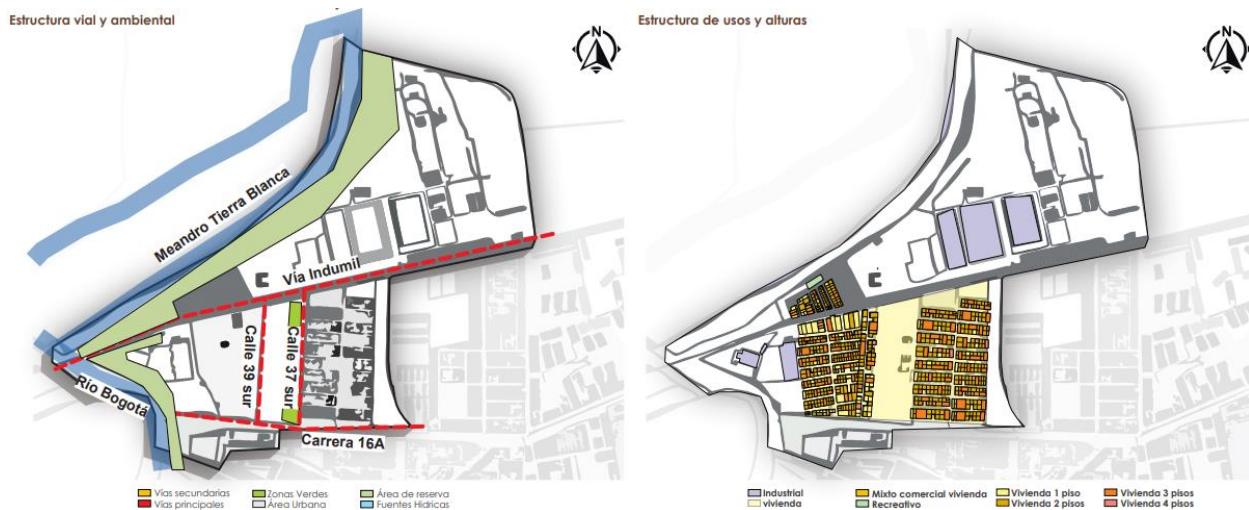 Estructura vial y ambiental
N
Meandro Tierra Blanca
Vía Indumil
Calle 39 sur
Calle 37 sur
Río Bogotá
Carrera 16A
Vías secundarias
Vías principales
Zonas Verdes
Área Urbana
Área de reserva
Fuentes Hidricas
Estructura de usos y alturas
N
Industrial
vivienda
Mixto comercial vivienda
Recreativo
Vivienda 1 piso
Vivienda 2 pisos
Vivienda 3 pisos
Vivienda 4 pisos